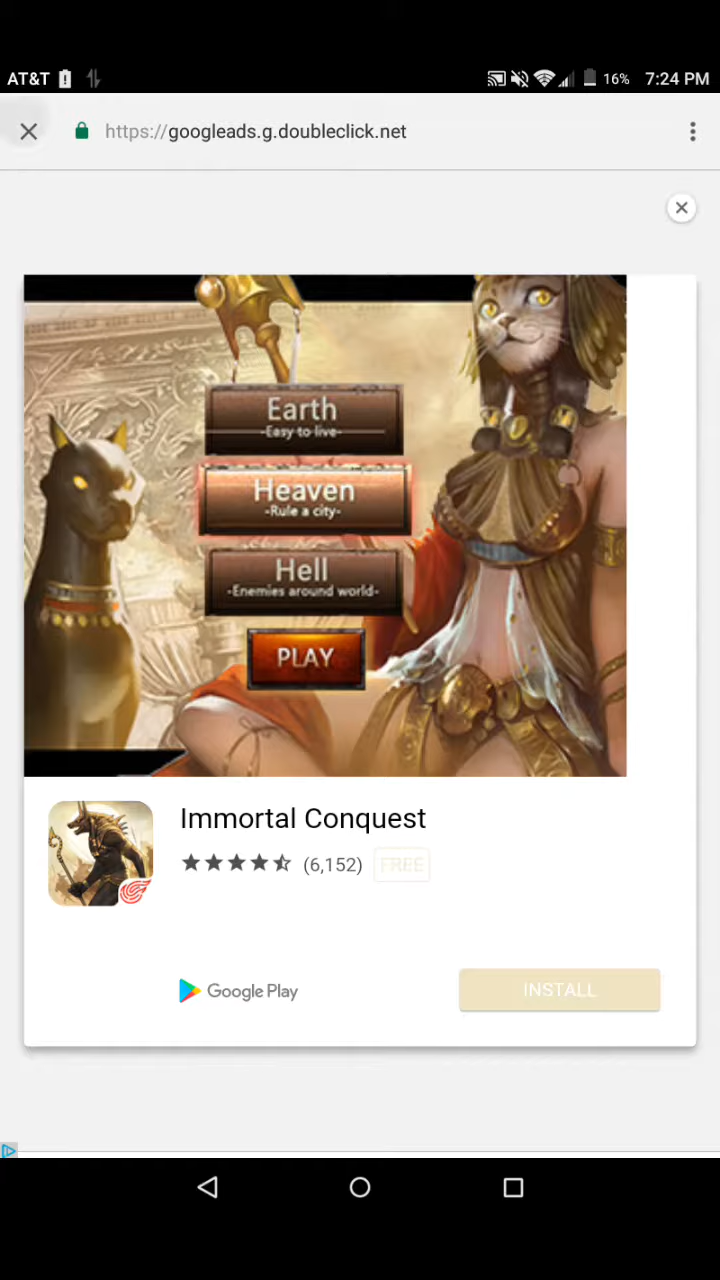 AT&T
16% 7:24 PM
https://googleads.g.doubleclick.net
Earth
-Easy to live-
Heaven
-Rule a city-
Hell
-Enemies around world-
PLAY
Immortal Conquest
(6,152) FREE
Google Play
INSTALL